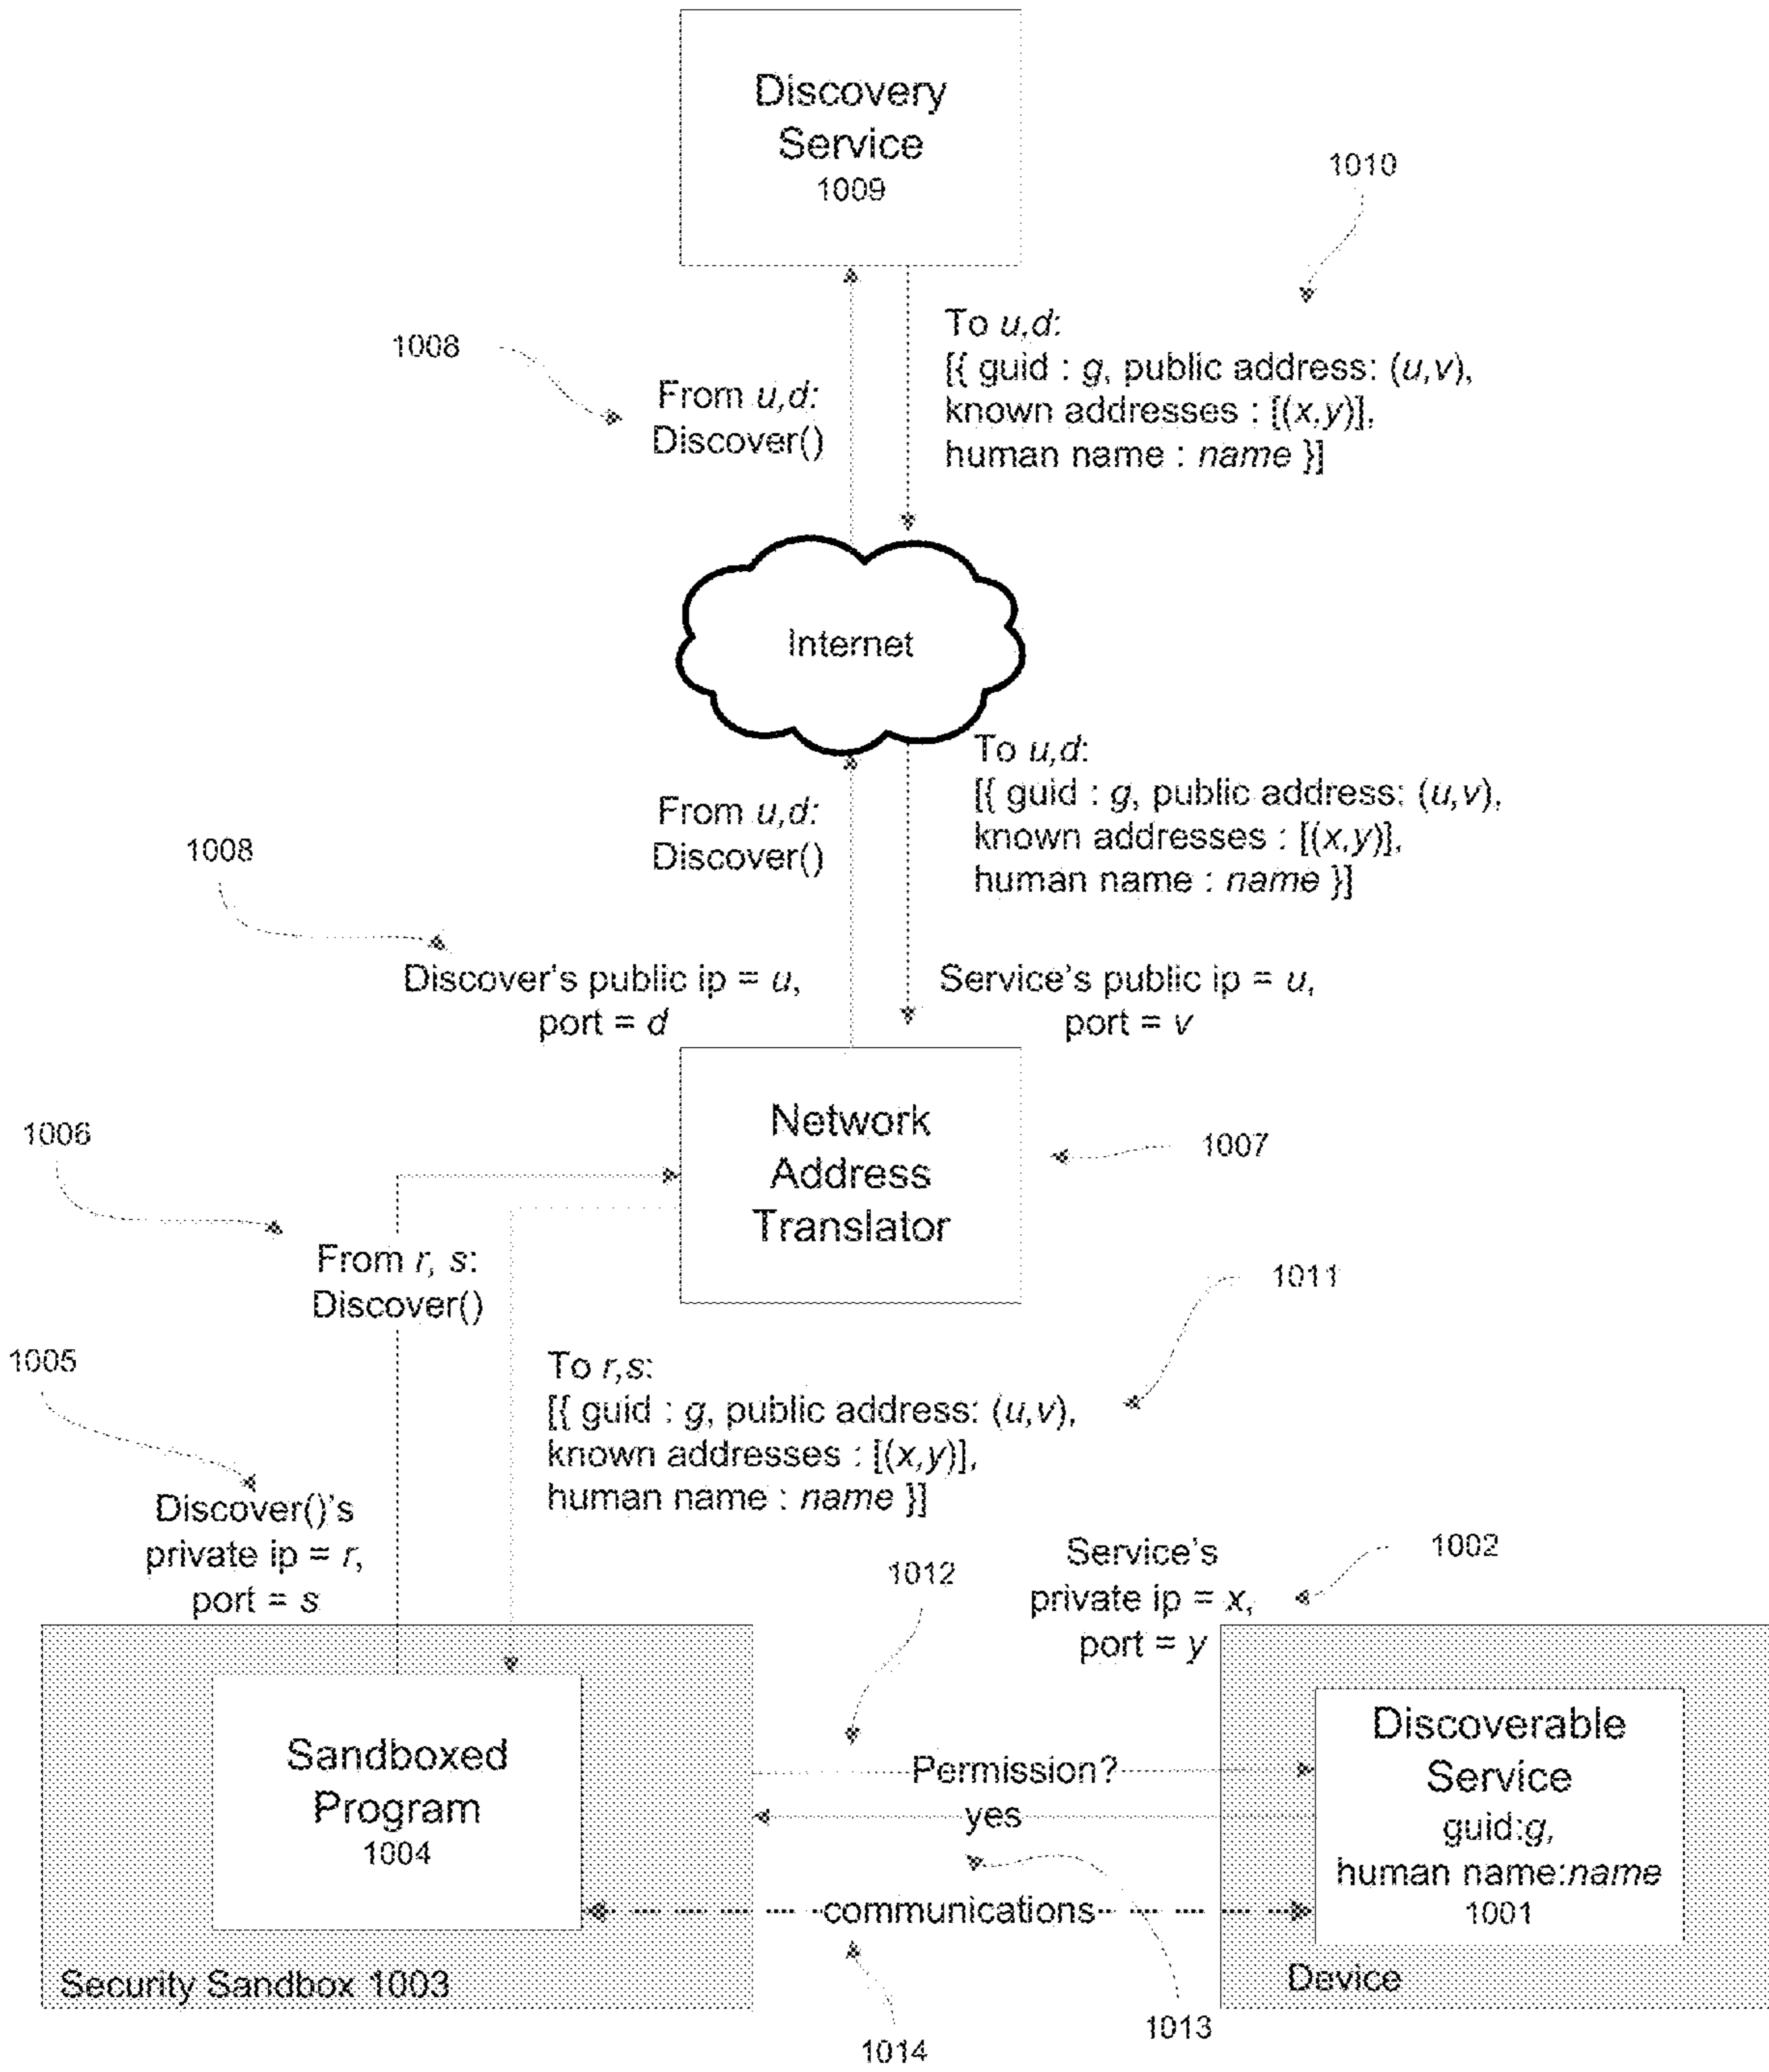 Discovery
Service
1009
1010
1008
From u,d:
Discover()
To u,d:
[{ guid : g, public address: (u,v),
known addresses : [(x,y)],
human name : name }]
Internet
1008
From u,d:
Discover()
To u,d:
[{ guid : g, public address: (u,v),
known addresses : [(x,y)],
human name : name }]
Discover's public ip = u,
port = d
Service's public ip = u,
port = v
1006
Network
Address
Translator
1007
From r, s:
Discover()
1011
1005
To r,s:
[{ guid : g, public address: (u,v),
known addresses : [(x,y)],
human name : name }]
Discover()'s
private ip = r,
port = s
1012
Service's
private ip = x,
port = y
1002
Sandboxed
Program
1004
Permission?
yes
communications
Discoverable
Service
guid:g,
human name:name
1001
Security Sandbox 1003
Device
1014
1013